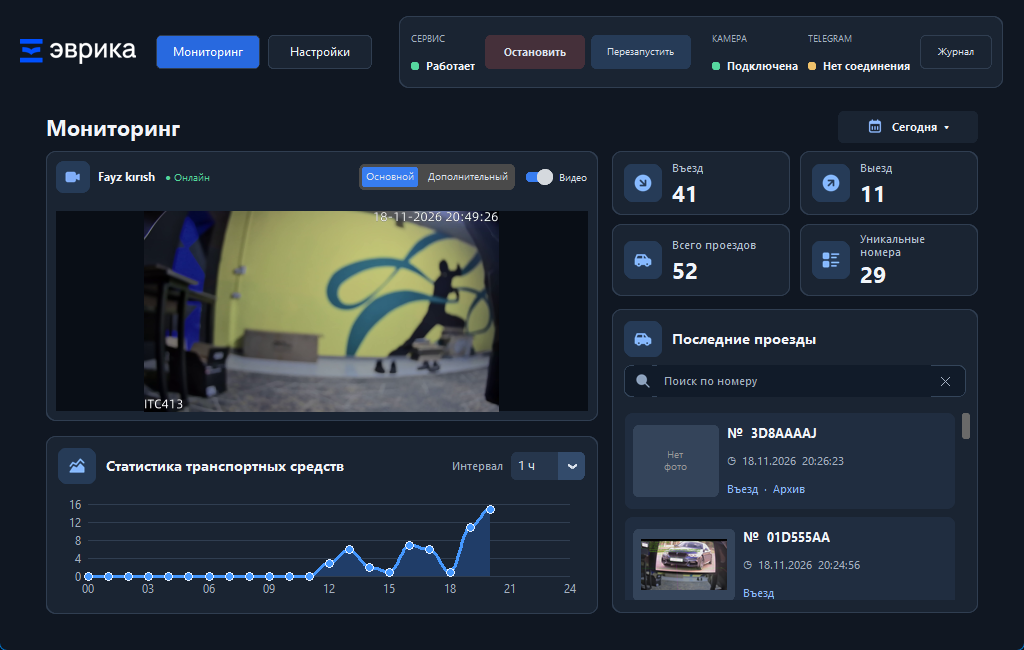 эврика
Мониторинг
Настройки
СЕРВИС
Работает
Остановить
Перезапустить
КАМЕРА
Подключена
TELEGRAM
Нет соединения
Журнал
Мониторинг
Сегодня
Fayz kırısh
Онлайн
Основной
Дополнительный
Видео
18-11-2026 20:49:26
ITC413
Въезд
41
Выезд
11
Всего проездов
52
Уникальные
номера
29
Статистика транспортных средств
Интервал
1 ч
16
12
8
4
0
00 03 06 09 12 15 18 21 24
Последние проезды
Поиск по номеру
Нет
фото
№ 3D8AAAAJ
18.11.2026 20:26:23
Въезд · Архив
№ 01D555AA
18.11.2026 20:24:56
Въезд